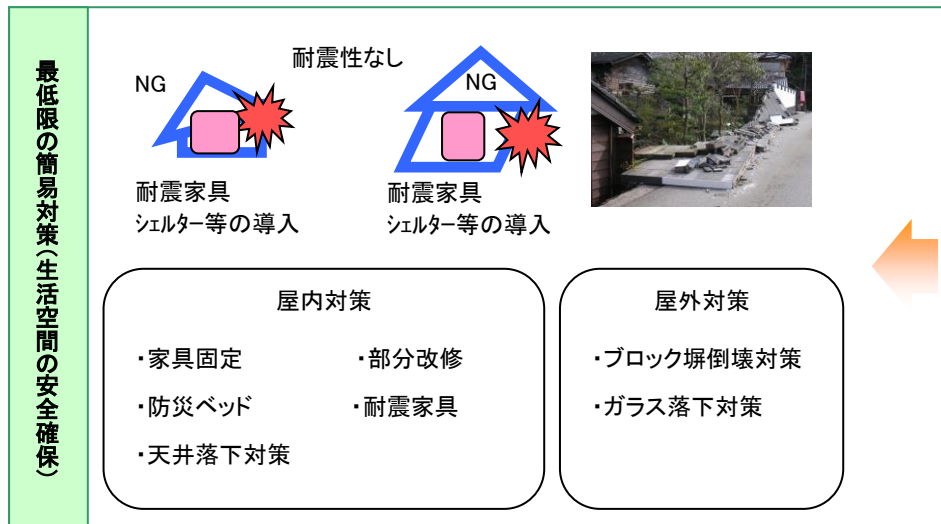 最低限の簡易対策(生活空間の安全確保)
耐震性なし
NG
NG
耐震家具
シェルター等の導入
耐震家具
シェルター等の導入
屋内対策
・家具固定
・部分改修
・防災ベッド
・耐震家具
・天井落下対策
屋外対策
・ブロック塀倒壊対策
・ガラス落下対策